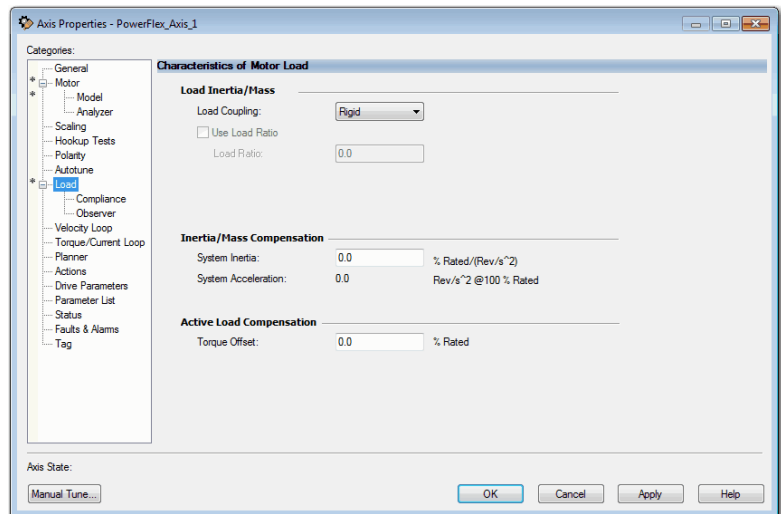 Axis Properties - PowerFlex_Axis_1
Categories:
General
* Motor
* Model
Analyzer
Scaling
Hookup Tests
Polarity
Autotune
* Load
Compliance
Observer
Velocity Loop
Torque/Current Loop
Planner
Actions
Drive Parameters
Parameter List
Status
Faults & Alarms
Tag
Characteristics of Motor Load
Load Inertia/Mass
Load Coupling: Rigid
Use Load Ratio
Load Ratio: 0.0
Inertia/Mass Compensation
System Inertia: 0.0 % Rated/(Rev/s^2)
System Acceleration: 0.0 Rev/s^2 @100 % Rated
Active Load Compensation
Torque Offset: 0.0 % Rated
Axis State:
Manual Tune... OK Cancel Apply Help